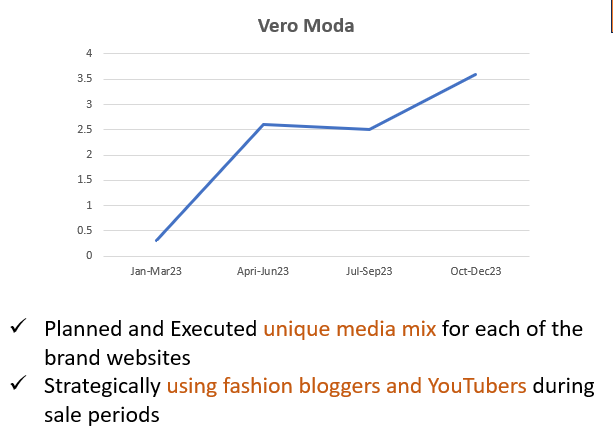 Vero Moda
4
3.5
3
2.5
2
1.5
1
0.5
0
Jan-Mar23 Apri-Jun23 Jul-Sep23 Oct-Dec23
✓ Planned and Executed unique media mix for each of the
brand websites
✓ Strategically using fashion bloggers and YouTubers during
sale periods